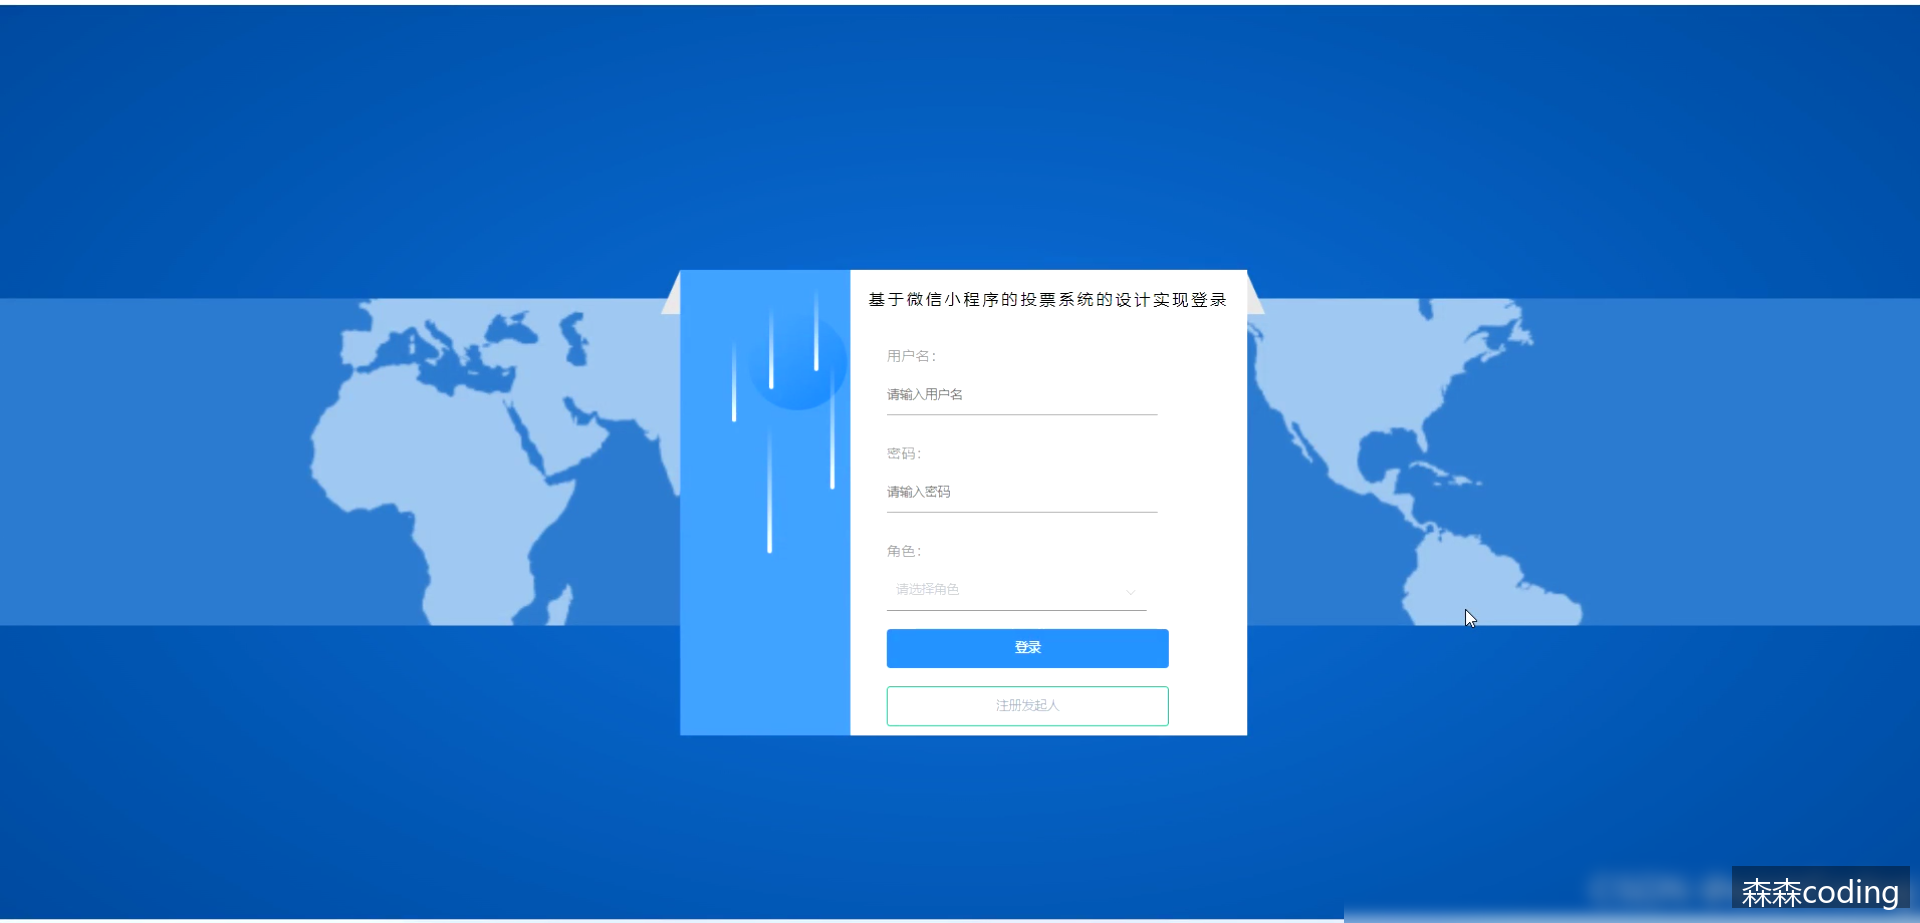 基于微信小程序的投票系统的设计实现登录
用户名：
请输入用户名
密码：
请输入密码
角色：
请选择角色
登录
注册发起人
森森coding